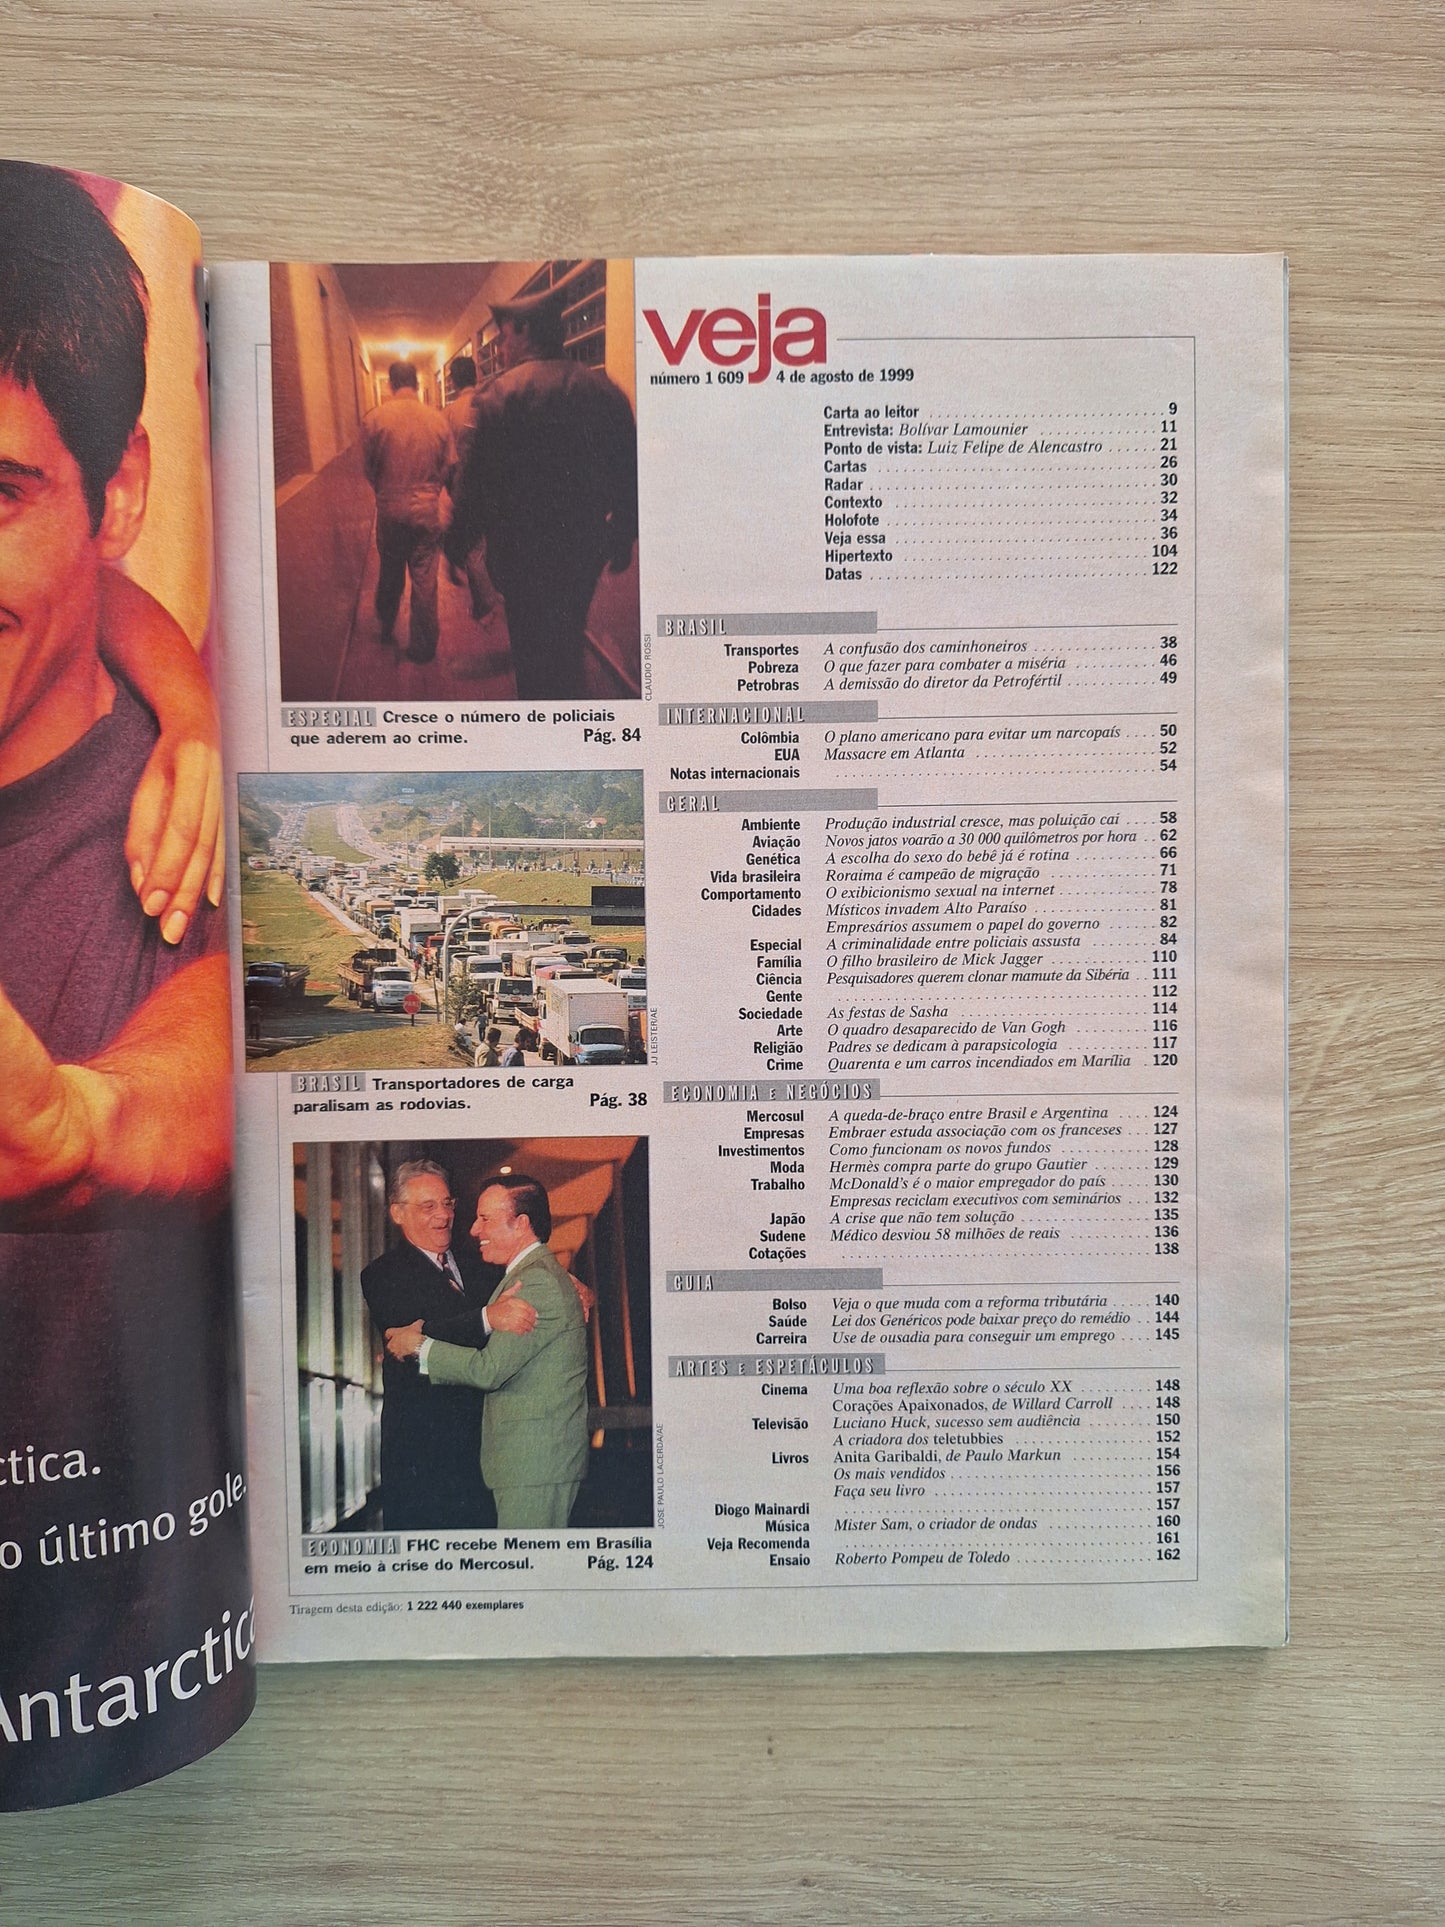 ctica.
o último gole.
Antarctica
veja
número 1 609 4 de agosto de 1999
Carta ao leitor 9
Entrevista: Bolívar Lamounier 11
Ponto de vista: Luiz Felipe de Alencastro 21
Cartas 26
Radar 30
Contexto 32
Holofote 34
Veja essa 36
Hipertexto 104
Datas 122
CLAUDIO ROSSI
ESPECIAL Cresce o número de policiais
que aderem ao crime. Pág. 84
JJ LEISTER/AE
BRASIL Transportadores de carga
paralisam as rodovias. Pág. 38
JOSE PAULO LACERDA/AE
ECONOMIA FHC recebe Menem em Brasília
em meio à crise do Mercosul. Pág. 124
BRASIL
Transportes A confusão dos caminhoneiros 38
Pobreza O que fazer para combater a miséria 46
Petrobras A demissão do diretor da Petrofértil 49
INTERNACIONAL
Colômbia O plano americano para evitar um narcopaís 50
EUA Massacre em Atlanta 52
Notas internacionais 54
GERAL
Ambiente Produção industrial cresce, mas poluição cai 58
Aviação Novos jatos voarão a 30 000 quilômetros por hora 62
Genética A escolha do sexo do bebê já é rotina 66
Vida brasileira Roraima é campeão de migração 71
Comportamento O exibicionismo sexual na internet 78
Cidades Místicos invadem Alto Paraíso 81
Empresários assumem o papel do governo 82
Especial A criminalidade entre policiais assusta 84
Família O filho brasileiro de Mick Jagger 110
Ciência Pesquisadores querem clonar mamute da Sibéria 111
Gente 112
Sociedade As festas de Sasha 114
Arte O quadro desaparecido de Van Gogh 116
Religião Padres se dedicam à parapsicologia 117
Crime Quarenta e um carros incendiados em Marília 120
ECONOMIA E NEGÓCIOS
Mercosul A queda-de-braço entre Brasil e Argentina 124
Empresas Embraer estuda associação com os franceses 127
Investimentos Como funcionam os novos fundos 128
Moda Hermès compra parte do grupo Gautier 129
Trabalho McDonald's é o maior empregador do país 130
Empresas reciclam executivos com seminários 132
Japão A crise que não tem solução 135
Sudene Médico desviou 58 milhões de reais 136
Cotações 138
GUIA
Bolso Veja o que muda com a reforma tributária 140
Saúde Lei dos Genéricos pode baixar preço do remédio 144
Carreira Use de ousadia para conseguir um emprego 145
ARTES E ESPETÁCULOS
Cinema Uma boa reflexão sobre o século XX 148
Corações Apaixonados, de Willard Carroll 148
Televisão Luciano Huck, sucesso sem audiência 150
A criadora dos teletubbies 152
Livros Anita Garibaldi, de Paulo Markun 154
Os mais vendidos 156
Faça seu livro 157
Diogo Mainardi 157
Música Mister Sam, o criador de ondas 160
Veja Recomenda 161
Ensaio Roberto Pompeu de Toledo 162
Tiragem desta edição: 1 222 440 exemplares